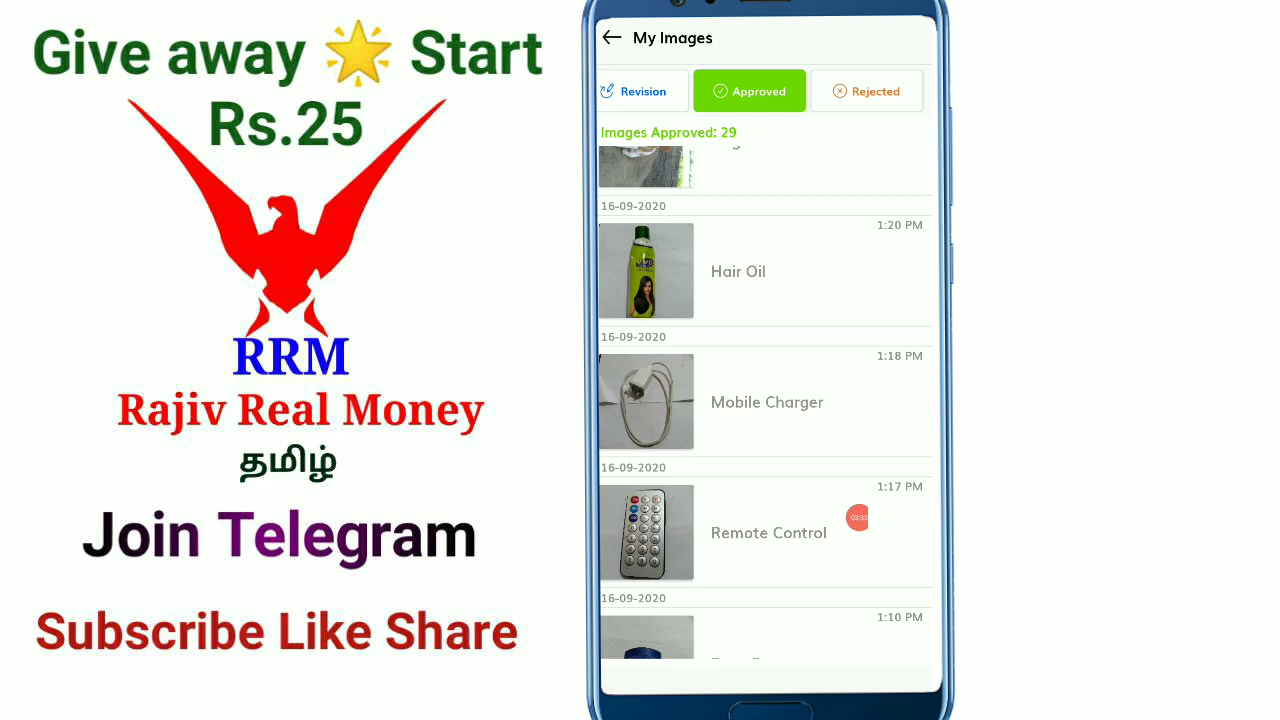 Give away 🌟 Start
Rs.25
RRM
Rajiv Real Money
தமிழ்
Join Telegram
Subscribe Like Share
My Images
Revision
Approved
Rejected
Images Approved: 29
16-09-2020
1:20 PM
Hair Oil
16-09-2020
1:18 PM
Mobile Charger
16-09-2020
1:17 PM
Remote Control
03:32
16-09-2020
1:10 PM